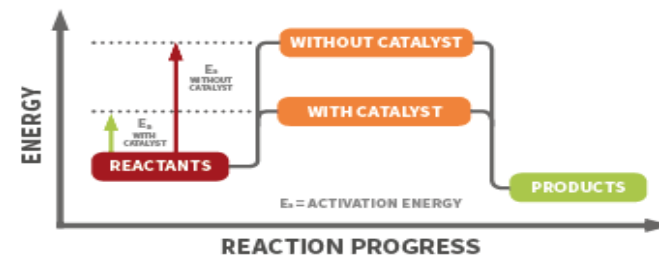 WITHOUT CATALYST
Eₐ
WITHOUT
CATALYST
WITH CATALYST
Eₐ
WITH
CATALYST
REACTANTS
PRODUCTS
Eₐ = ACTIVATION ENERGY
ENERGY
REACTION PROGRESS